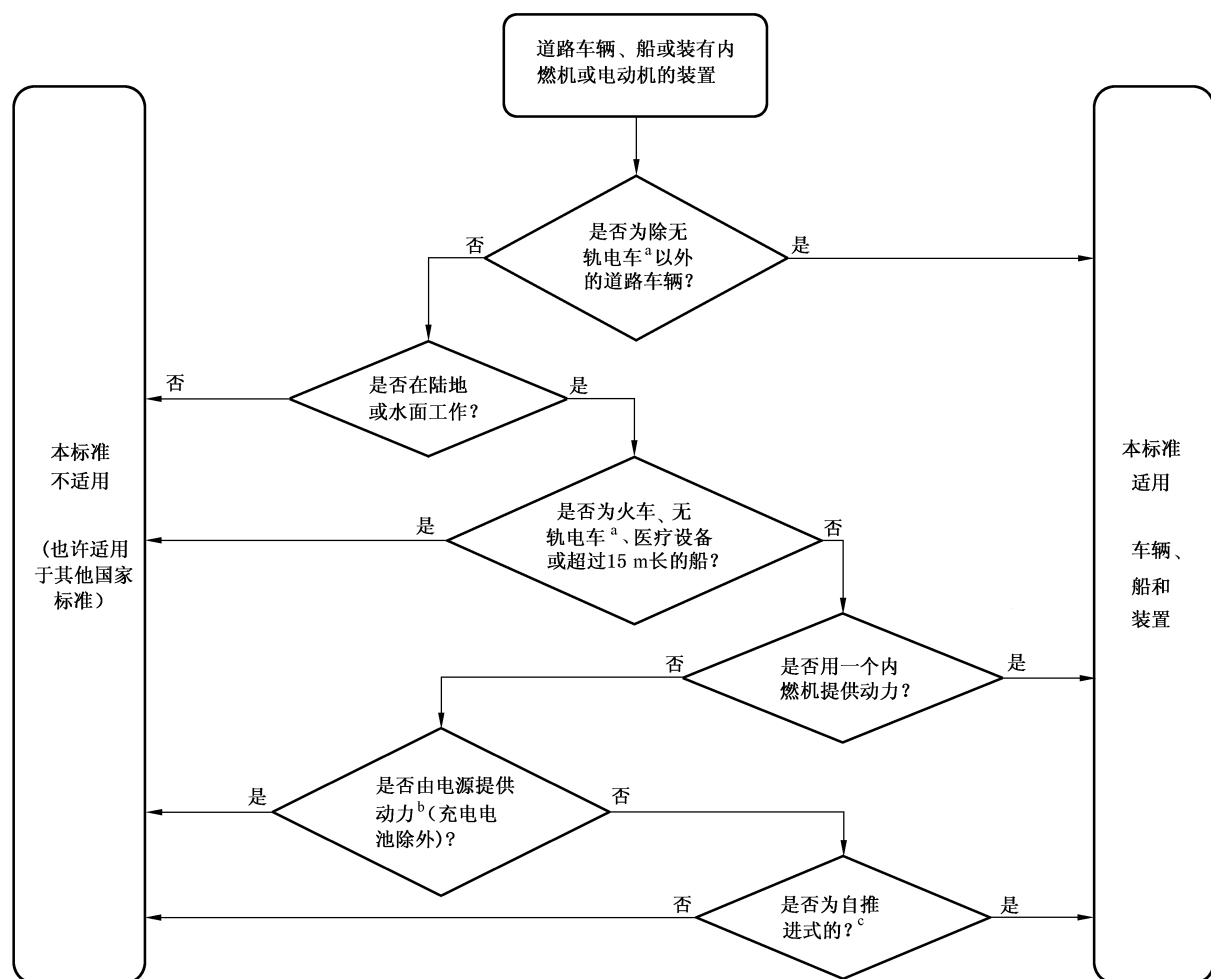 道路车辆、船或装有内
燃机或电动机的装置
是否为除无
轨电车a以外
的道路车辆?
否
是
是否在陆地
或水面工作?
否
是
是否为火车、无
轨电车a、医疗设备
或超过15 m长的船?
是
否
是否用一个内
燃机提供动力?
否
是
是否由电源提供
动力b(充电电
池除外)?
是
否
是否为自推
进式的?c
否
是
本标准
不适用
(也许适用
于其他国家
标准)
本标准
适用
车辆、
船和
装置